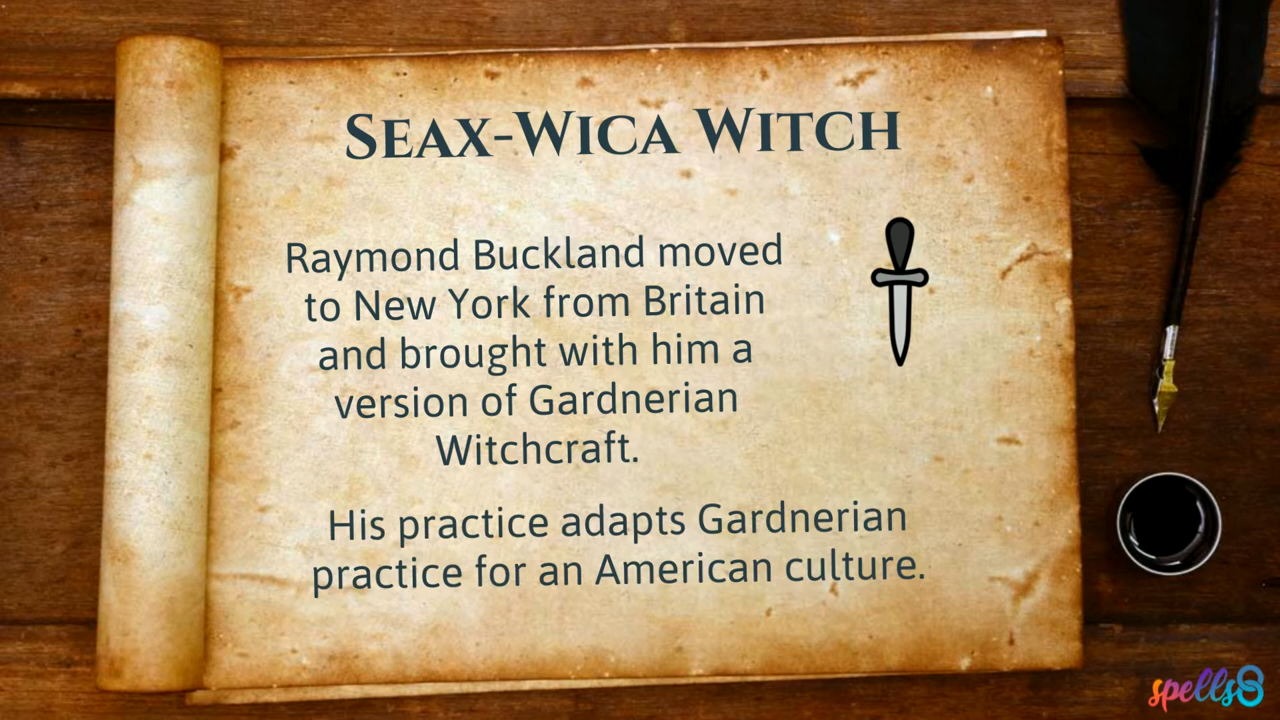 Seax-Wica Witch
Raymond Buckland moved
to New York from Britain
and brought with him a
version of Gardnerian
Witchcraft.
His practice adapts Gardnerian
practice for an American culture.
spells8